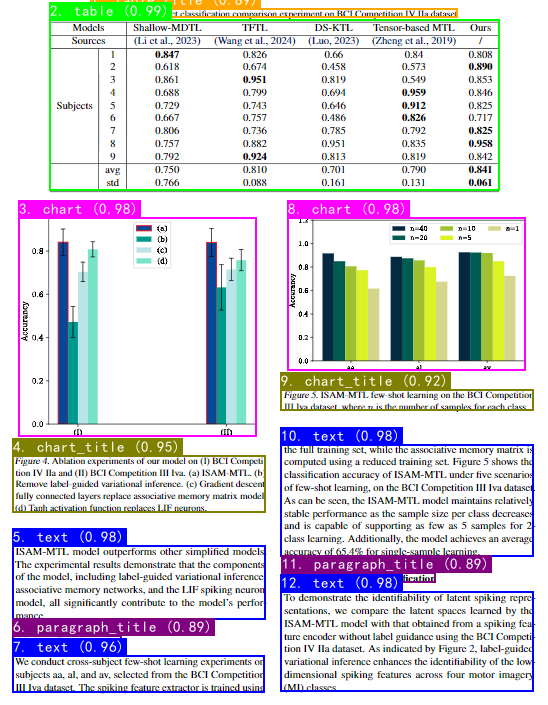 t classification comparison experiment on BCI Competition IV IIa dataset
2. table (0.99)
Models Shallow-MDTL TFTL DS-KTL Tensor-based MTL Ours
Sources (Li et al., 2023) (Wang et al., 2024) (Luo, 2023) (Zheng et al., 2019) /
Subjects
1 0.847 0.826 0.66 0.84 0.808
2 0.618 0.674 0.458 0.573 0.890
3 0.861 0.951 0.819 0.549 0.853
4 0.688 0.799 0.694 0.959 0.846
5 0.729 0.743 0.646 0.912 0.825
6 0.667 0.757 0.486 0.826 0.717
7 0.806 0.736 0.785 0.792 0.825
8 0.757 0.882 0.951 0.835 0.958
9 0.792 0.924 0.813 0.819 0.842
avg 0.750 0.810 0.701 0.790 0.841
std 0.766 0.088 0.161 0.131 0.061
3. chart (0.98)
(a)
(b)
(c)
(d)
Accuracy
0.8
0.6
0.4
0.2
0.0
(I) (II)
4. chart_title (0.95)
Figure 4. Ablation experiments of our model on (I) BCI Competi
tion IV IIa and (II) BCI Competition III Iva. (a) ISAM-MTL. (b)
Remove label-guided variational inference. (c) Gradient descent
fully connected layers replace associative memory matrix model
(d) Tanh activation function replaces LIF neurons.
5. text (0.98)
ISAM-MTL model outperforms other simplified models.
The experimental results demonstrate that the components
of the model, including label-guided variational inference
associative memory networks, and the LIF spiking neuron
model, all significantly contribute to the model's perfor-
mance.
6. paragraph_title (0.89)
7. text (0.96)
We conduct cross-subject few-shot learning experiments on
subjects aa, al, and av, selected from the BCI Competition
III Iva dataset. The spiking feature extractor is trained using
8. chart (0.98)
n=40 n=10 n=1
n=20 n=5
Accurancy
1.0
0.8
0.6
0.4
0.2
0.0
aa al av
9. chart_title (0.92)
Figure 5. ISAM-MTL few-shot learning on the BCI Competition
III Iva dataset, where n is the number of samples for each class.
10. text (0.98)
the full training set, while the associative memory matrix is
computed using a reduced training set. Figure 5 shows the
classification accuracy of ISAM-MTL under five scenarios
of few-shot learning, on the BCI Competition III Iva dataset.
As can be seen, the ISAM-MTL model maintains relatively
stable performance as the sample size per class decreases
and is capable of supporting as few as 5 samples for 2-
class learning. Additionally, the model achieves an average
accuracy of 65.4% for single-sample learning.
11. paragraph_title (0.89)
fication
12. text (0.98)
To demonstrate the identifiability of latent spiking repre-
sentations, we compare the latent spaces learned by the
ISAM-MTL model with that obtained from a spiking fea-
ture encoder without label guidance using the BCI Competi-
tion IV IIa dataset. As indicated by Figure 2, label-guided
variational inference enhances the identifiability of the low-
dimensional spiking features across four motor imagery
(MI) classes